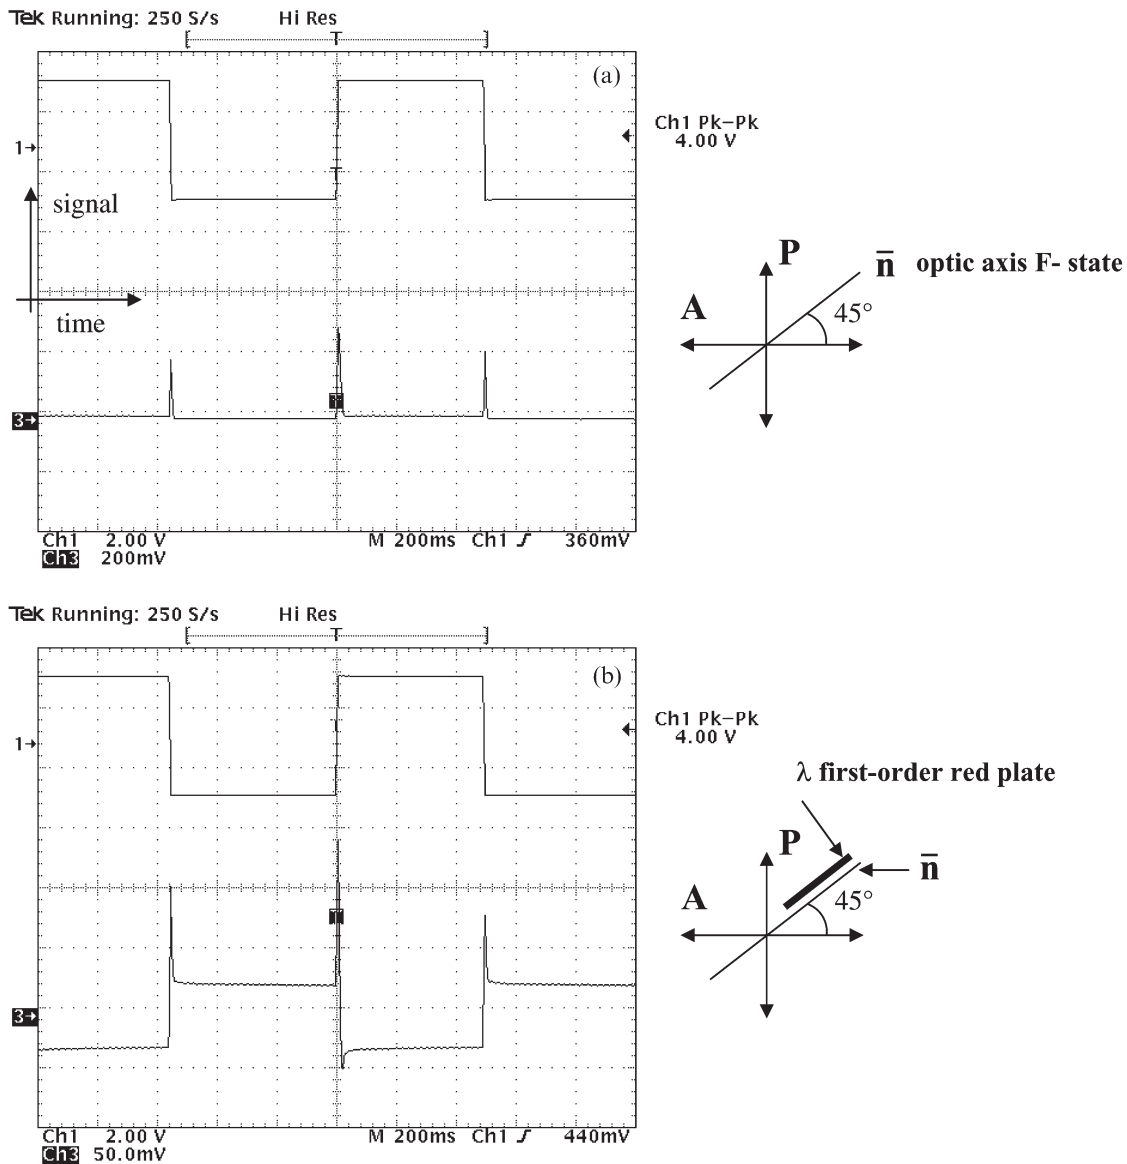 Tek Running: 250 S/s Hi Res
T
(a)
Ch1 Pk-Pk
4.00 V
1→
signal
time
T
3→
Ch1 2.00 V M 200ms Ch1 360mV
Ch3 200mV
P
n̅ optic axis F- state
A
45°
Tek Running: 250 S/s Hi Res
T
(b)
Ch1 Pk-Pk
4.00 V
1→
T
3→
Ch1 2.00 V M 200ms Ch1 440mV
Ch3 50.0mV
λ first-order red plate
P
n̅
A
45°